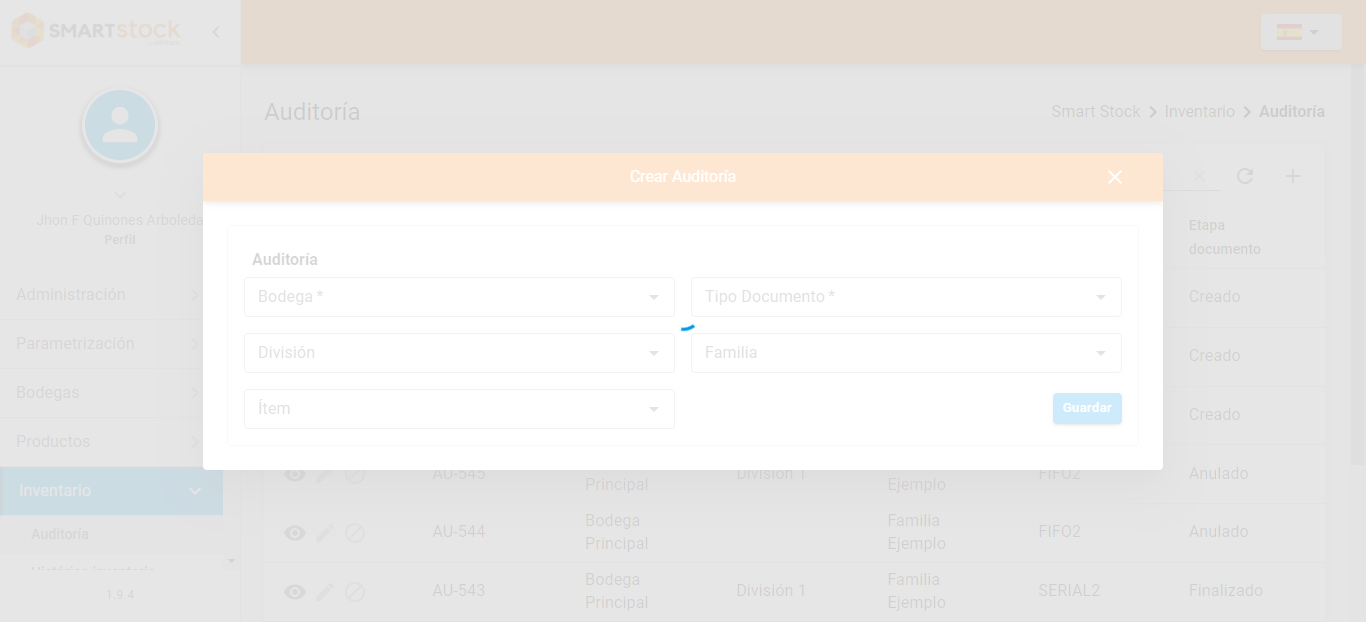 SMARTstock
Auditoría
Smart Stock
Inventario
Auditoría
Crear Auditoría
Jhon F Quinones Arboleda
Perfil
Etapa
documento
Auditoría
Administración
Bodega *
Tipo Documento *
Creado
Parametrización
División
Familia
Creado
Bodegas
Ítem
Guardar
Creado
Productos
AU-545
Principal
División 1
Ejemplo
FIFO2
Anulado
Inventario
Auditoría
AU-544
Bodega
Principal
Familia
Ejemplo
FIFO2
Anulado
Histórico inventario
1.9.4
AU-543
Bodega
Principal
División 1
Familia
Ejemplo
SERIAL2
Finalizado